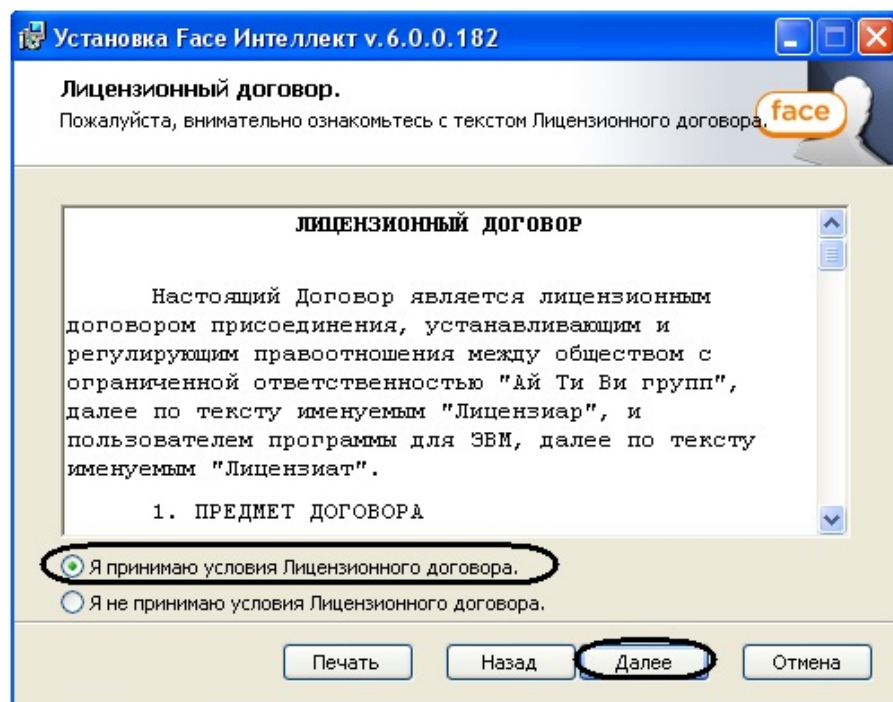 Установка Face Интеллект v.6.0.0.182
Лицензионный договор.
Пожалуйста, внимательно ознакомьтесь с текстом Лицензионного договора.
face
ЛИЦЕНЗИОННЫЙ ДОГОВОР
Настоящий Договор является лицензионным
договором присоединения, устанавливающим и
регулирующим правоотношения между обществом с
ограниченной ответственностью "Ай Ти Ви групп",
далее по тексту именуемым "Лицензиар", и
пользователем программы для ЭВМ, далее по тексту
именуемым "Лицензиат".
1. ПРЕДМЕТ ДОГОВОРА
Я принимаю условия Лицензионного договора.
Я не принимаю условия Лицензионного договора.
Печать Назад Далее Отмена